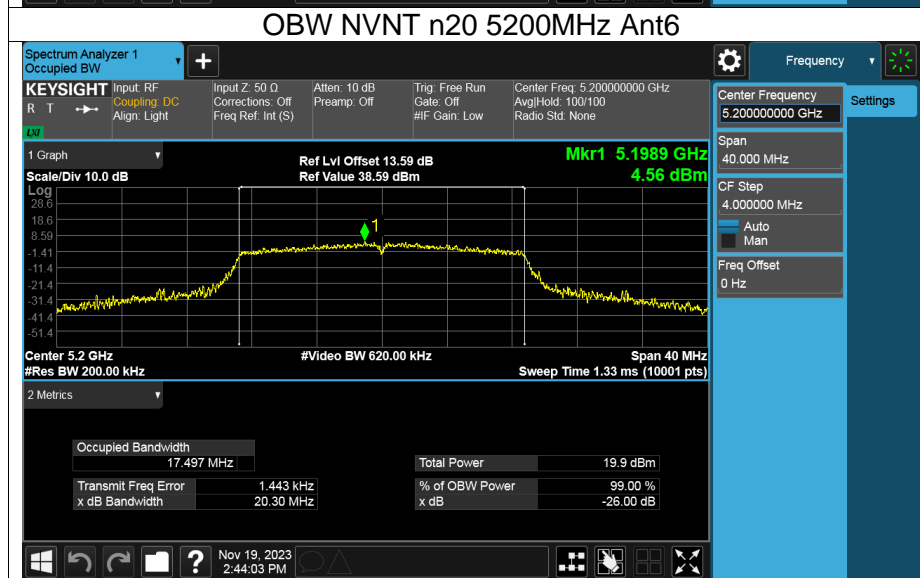 OBW NVNT n20 5200MHz Ant6
Spectrum Analyzer 1
Occupied BW
+
Frequency
KEYSIGHT
R T
LXI
Input: RF
Coupling: DC
Align: Light
Input Z: 50 Ω
Corrections: Off
Freq Ref: Int (S)
Atten: 10 dB
Preamp: Off
Trig: Free Run
Gate: Off
#IF Gain: Low
Center Freq: 5.200000000 GHz
Avg|Hold: 100/100
Radio Std: None
Center Frequency
5.200000000 GHz
Settings
Span
40.000 MHz
CF Step
4.000000 MHz
Auto
Man
Freq Offset
0 Hz
1 Graph
Scale/Div 10.0 dB
Ref Lvl Offset 13.59 dB
Ref Value 38.59 dBm
Mkr1 5.1989 GHz
4.56 dBm
Log
28.6
18.6
8.59
-1.41
-11.4
-21.4
-31.4
-41.4
-51.4
1
Center 5.2 GHz
#Res BW 200.00 kHz
#Video BW 620.00 kHz
Span 40 MHz
Sweep Time 1.33 ms (10001 pts)
2 Metrics
Occupied Bandwidth
17.497 MHz
Total Power 19.9 dBm
Transmit Freq Error 1.443 kHz
% of OBW Power 99.00 %
x dB Bandwidth 20.30 MHz
x dB -26.00 dB
?
Nov 19, 2023
2:44:03 PM